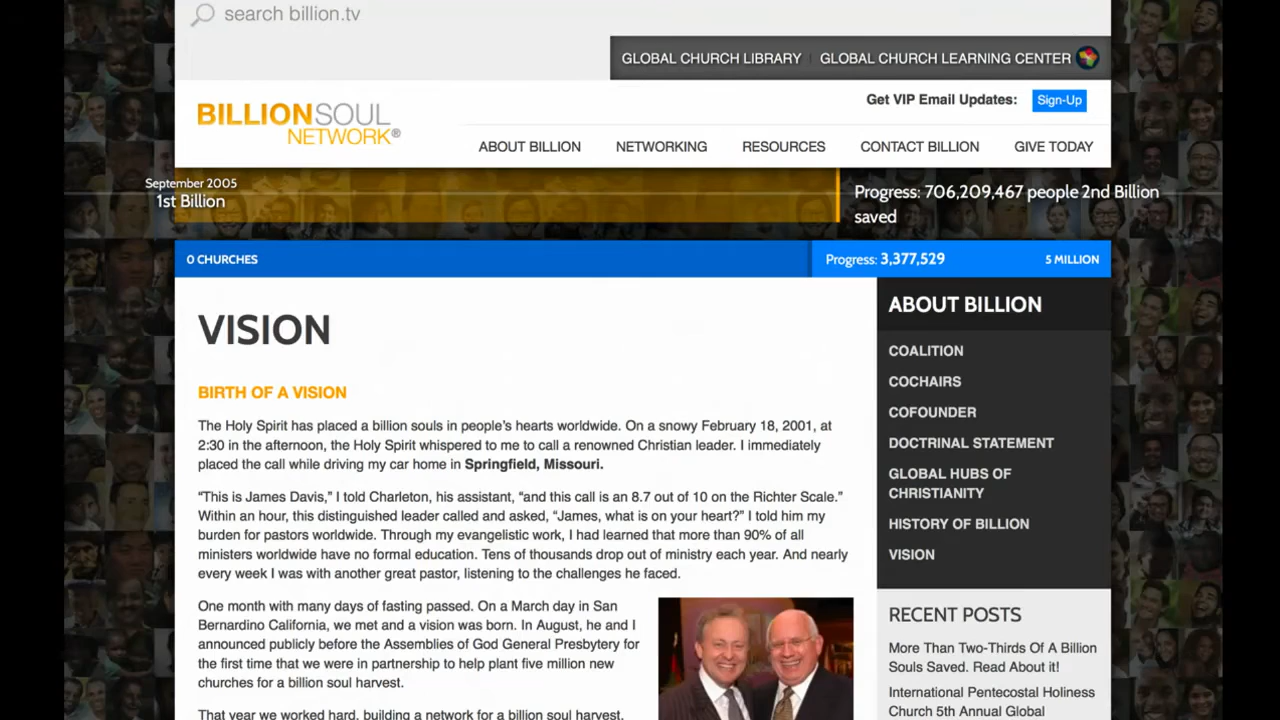 search billion.tv
GLOBAL CHURCH LIBRARY
GLOBAL CHURCH LEARNING CENTER
Get VIP Email Updates:
Sign-Up
BILLIONSOUL
NETWORK®
ABOUT BILLION
NETWORKING
RESOURCES
CONTACT BILLION
GIVE TODAY
September 2005
1st Billion
Progress: 706,209,467 people 2nd Billion
saved
0 CHURCHES
Progress: 3,377,529
5 MILLION
VISION
BIRTH OF A VISION
The Holy Spirit has placed a billion souls in people's hearts worldwide. On a snowy February 18, 2001, at
2:30 in the afternoon, the Holy Spirit whispered to me to call a renowned Christian leader. I immediately
placed the call while driving my car home in Springfield, Missouri.
“This is James Davis,” I told Charleton, his assistant, “and this call is an 8.7 out of 10 on the Richter Scale.”
Within an hour, this distinguished leader called and asked, “James, what is on your heart?” I told him my
burden for pastors worldwide. Through my evangelistic work, I had learned that more than 90% of all
ministers worldwide have no formal education. Tens of thousands drop out of ministry each year. And nearly
every week I was with another great pastor, listening to the challenges he faced.
One month with many days of fasting passed. On a March day in San
Bernardino California, we met and a vision was born. In August, he and I
announced publicly before the Assemblies of God General Presbytery for
the first time that we were in partnership to help plant five million new
churches for a billion soul harvest.
That year we worked hard, building a network for a billion soul harvest.
ABOUT BILLION
COALITION
COCHAIRS
COFOUNDER
DOCTRINAL STATEMENT
GLOBAL HUBS OF
CHRISTIANITY
HISTORY OF BILLION
VISION
RECENT POSTS
More Than Two-Thirds Of A Billion
Souls Saved. Read About it!
International Pentecostal Holiness
Church 5th Annual Global